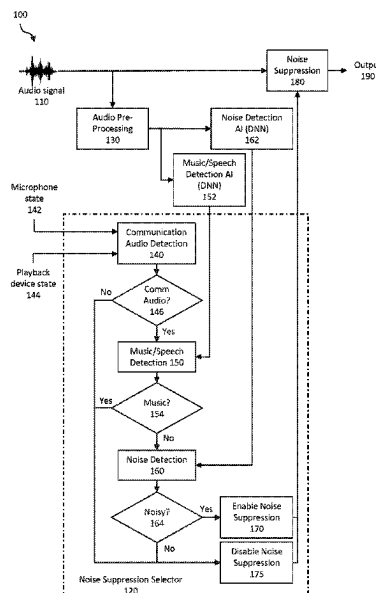 100
Audio signal
110
Noise
Suppression
180
Output
190
Audio Pre-
Processing
130
Noise Detection
AI (DNN)
162
Music/Speech
Detection AI
(DNN)
152
Microphone
state
142
Playback
device state
144
Communication
Audio Detection
140
Comm
Audio?
146
No
Yes
Music/Speech
Detection 150
Music?
154
Yes
No
Noise Detection
160
Noisy?
164
Yes
No
Enable Noise
Suppression
170
Disable Noise
Suppression
175
Noise Suppression Selector
120